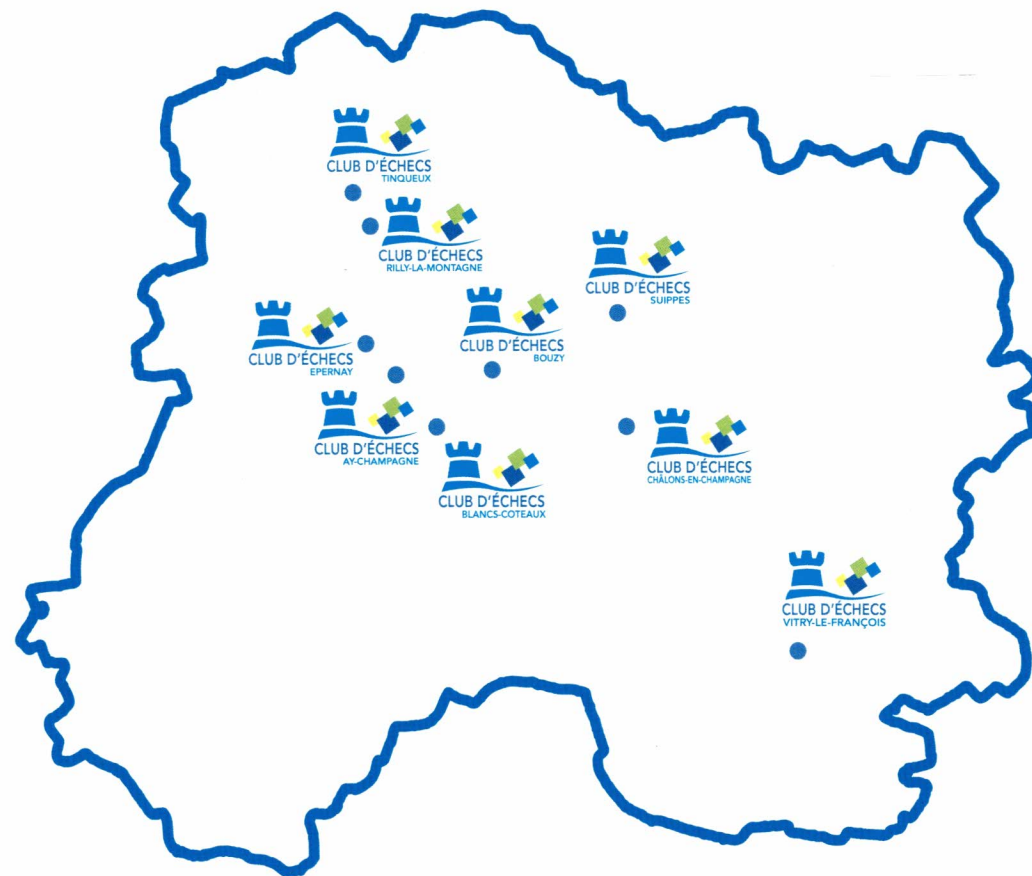 CLUB D'ÉCHECS
TINQUEUX
CLUB D'ÉCHECS
RILLY-LA-MONTAGNE
CLUB D'ÉCHECS
SUIPPES
CLUB D'ÉCHECS
EPERNAY
CLUB D'ÉCHECS
BOUZY
CLUB D'ÉCHECS
AY-CHAMPAGNE
CLUB D'ÉCHECS
BLANCS-COTEAUX
CLUB D'ÉCHECS
CHÂLONS-EN-CHAMPAGNE
CLUB D'ÉCHECS
VITRY-LE-FRANÇOIS